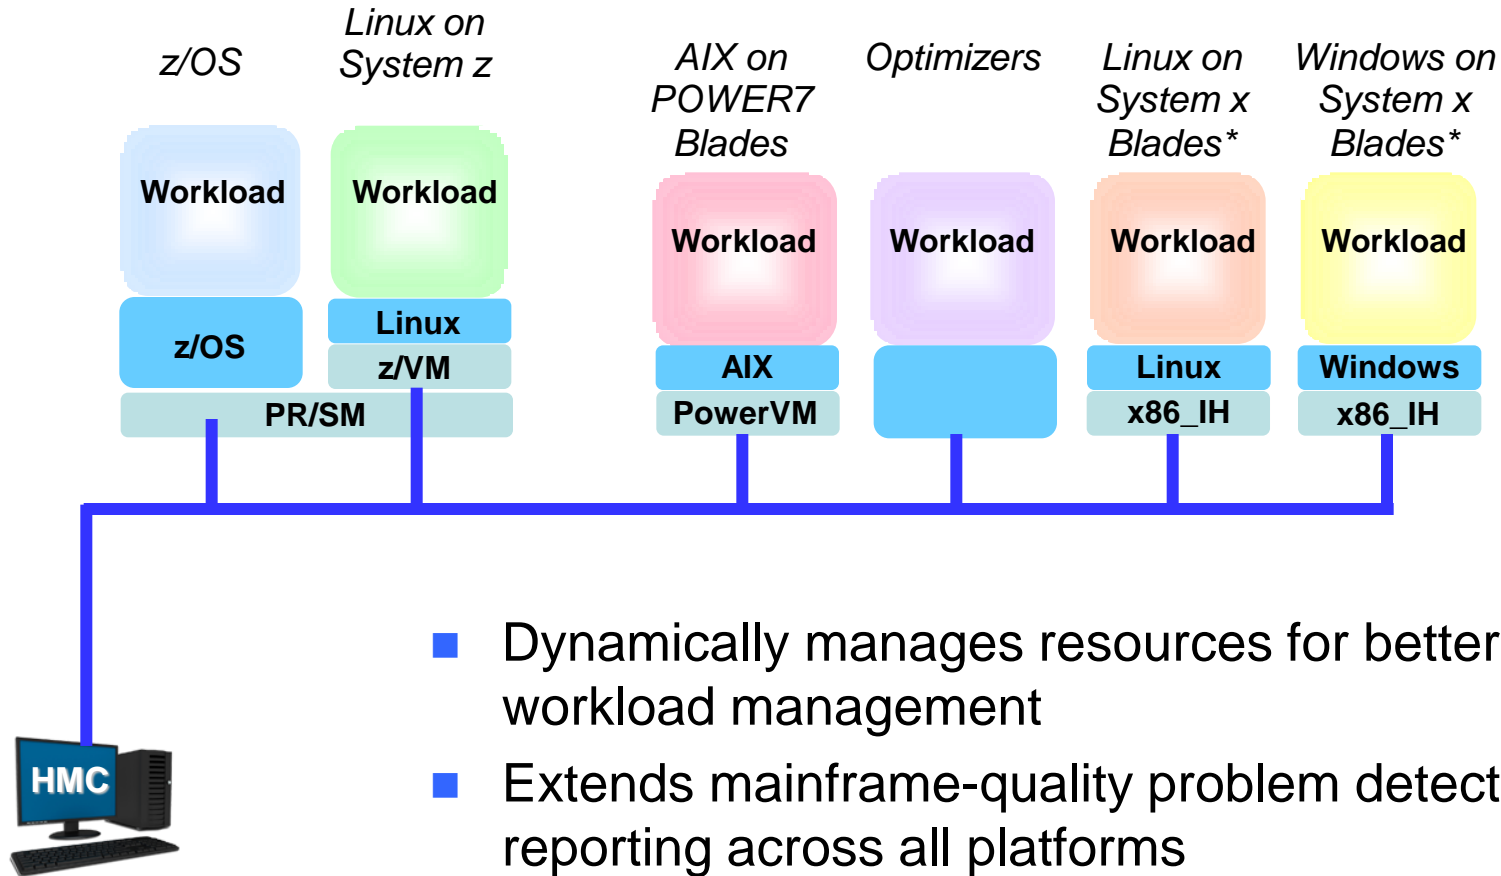 z/OS
Linux on
System z
AIX on
POWER7
Blades
Optimizers
Linux on
System x
Blades*
Windows on
System x
Blades*
Workload
Workload
Workload
Workload
Workload
Workload
z/OS
Linux
z/VM
PR/SM
AIX
PowerVM
Linux
x86_IH
Windows
x86_IH
HMC
Dynamically manages resources for better
workload management
Extends mainframe-quality problem detect
reporting across all platforms